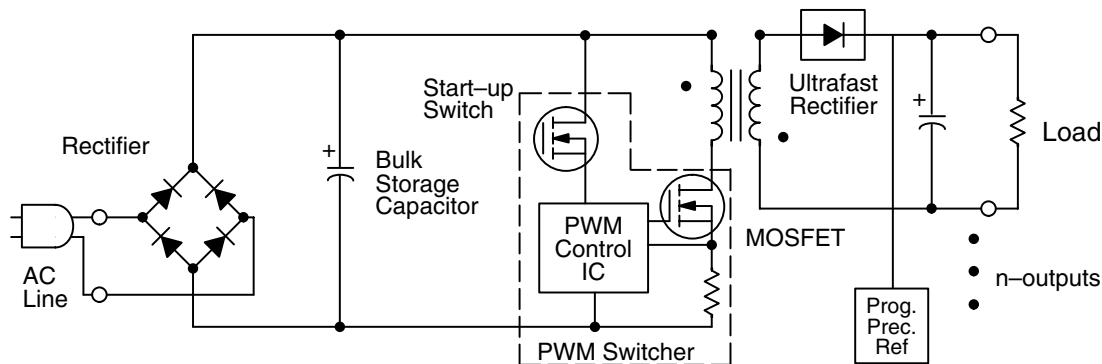 Start–up
Switch
Ultrafast
Rectifier
+
Load
Rectifier
+
Bulk
Storage
Capacitor
PWM
Control
IC
MOSFET
AC
Line
n–outputs
Prog.
Prec.
Ref
PWM Switcher